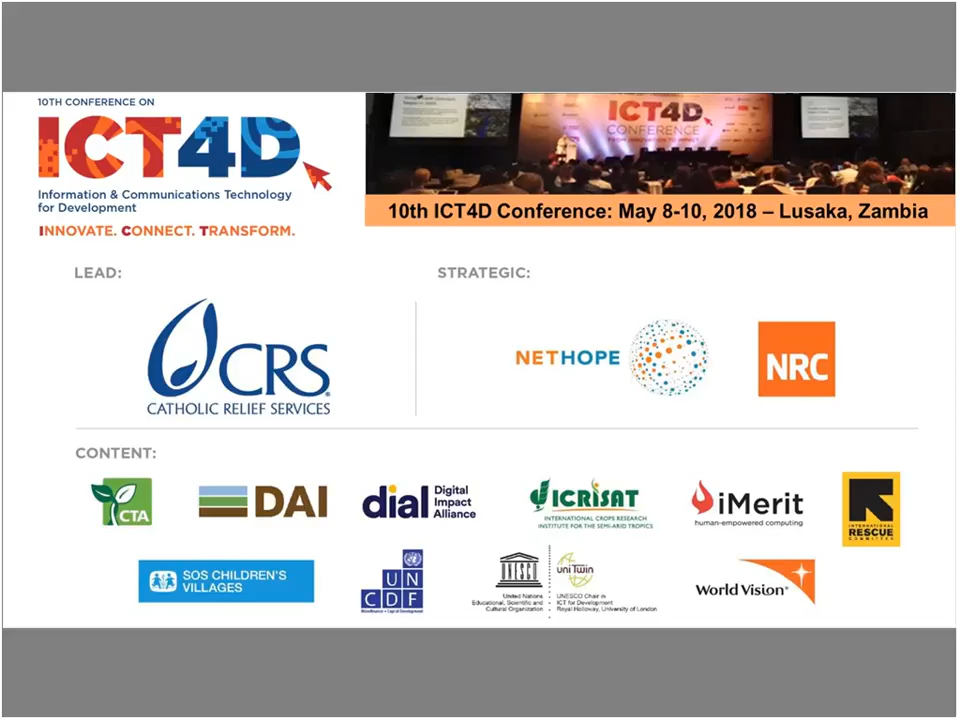 10TH CONFERENCE ON
ICT4D
Information & Communications Technology
for Development
INNOVATE. CONNECT. TRANSFORM.
ICT4D
CONFERENCE
10th ICT4D Conference: May 8-10, 2018 – Lusaka, Zambia
LEAD:
STRATEGIC:
CRS
CATHOLIC RELIEF SERVICES
NETHOPE
NRC
CONTENT:
CTA
DAI
dial Digital
Impact
Alliance
ICRISAT
INTERNATIONAL CROPS RESEARCH
INSTITUTE FOR THE SEMI-ARID TROPICS
iMerit
human-empowered computing
INTERNATIONAL
RESCUE
COMMITTEE
SOS CHILDREN'S
VILLAGES
UN
CDF
UNESCO
United Nations
Educational, Scientific and
Cultural Organization
uniTwin
UNESCO Chair in
ICT for Development
Royal Holloway, University of London
World Vision